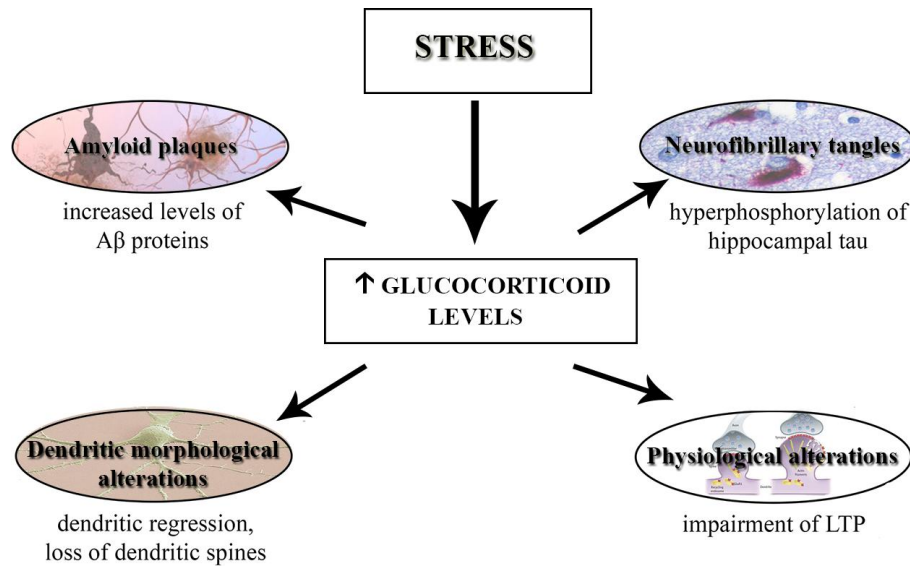 STRESS
Amyloid plaques
increased levels of
Aβ proteins
Neurofibrillary tangles
hyperphosphorylation of
hippocampal tau
↑ GLUCOCORTICOID
LEVELS
Dendritic morphological
alterations
dendritic regression,
loss of dendritic spines
Physiological alterations
impairment of LTP